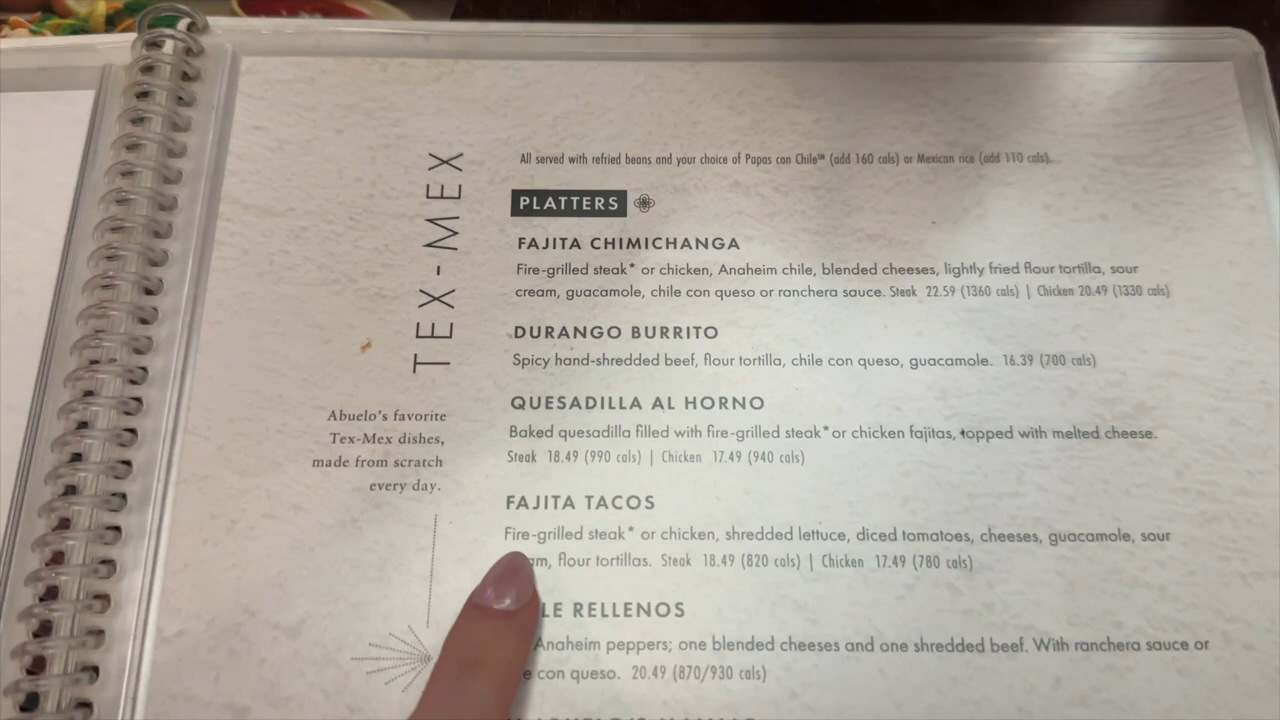 All served with refried beans and your choice of Papas con Chile℠ (add 160 cals) or Mexican rice (add 110 cals).
PLATTERS
FAJITA CHIMICHANGA
Fire-grilled steak* or chicken, Anaheim chile, blended cheeses, lightly fried flour tortilla, sour
cream, guacamole, chile con queso or ranchera sauce. Steak 22.59 (1360 cals) | Chicken 20.49 (1330 cals)
DURANGO BURRITO
Spicy hand-shredded beef, flour tortilla, chile con queso, guacamole. 16.39 (700 cals)
QUESADILLA AL HORNO
Baked quesadilla filled with fire-grilled steak* or chicken fajitas, topped with melted cheese.
Steak 18.49 (990 cals) | Chicken 17.49 (940 cals)
FAJITA TACOS
Fire-grilled steak* or chicken, shredded lettuce, diced tomatoes, cheeses, guacamole, sour
am, flour tortillas. Steak 18.49 (820 cals) | Chicken 17.49 (780 cals)
LE RELLENOS
Anaheim peppers; one blended cheeses and one shredded beef. With ranchera sauce or
e con queso. 20.49 (870/930 cals)
TEX-MEX
Abuelo's favorite
Tex-Mex dishes,
made from scratch
every day.